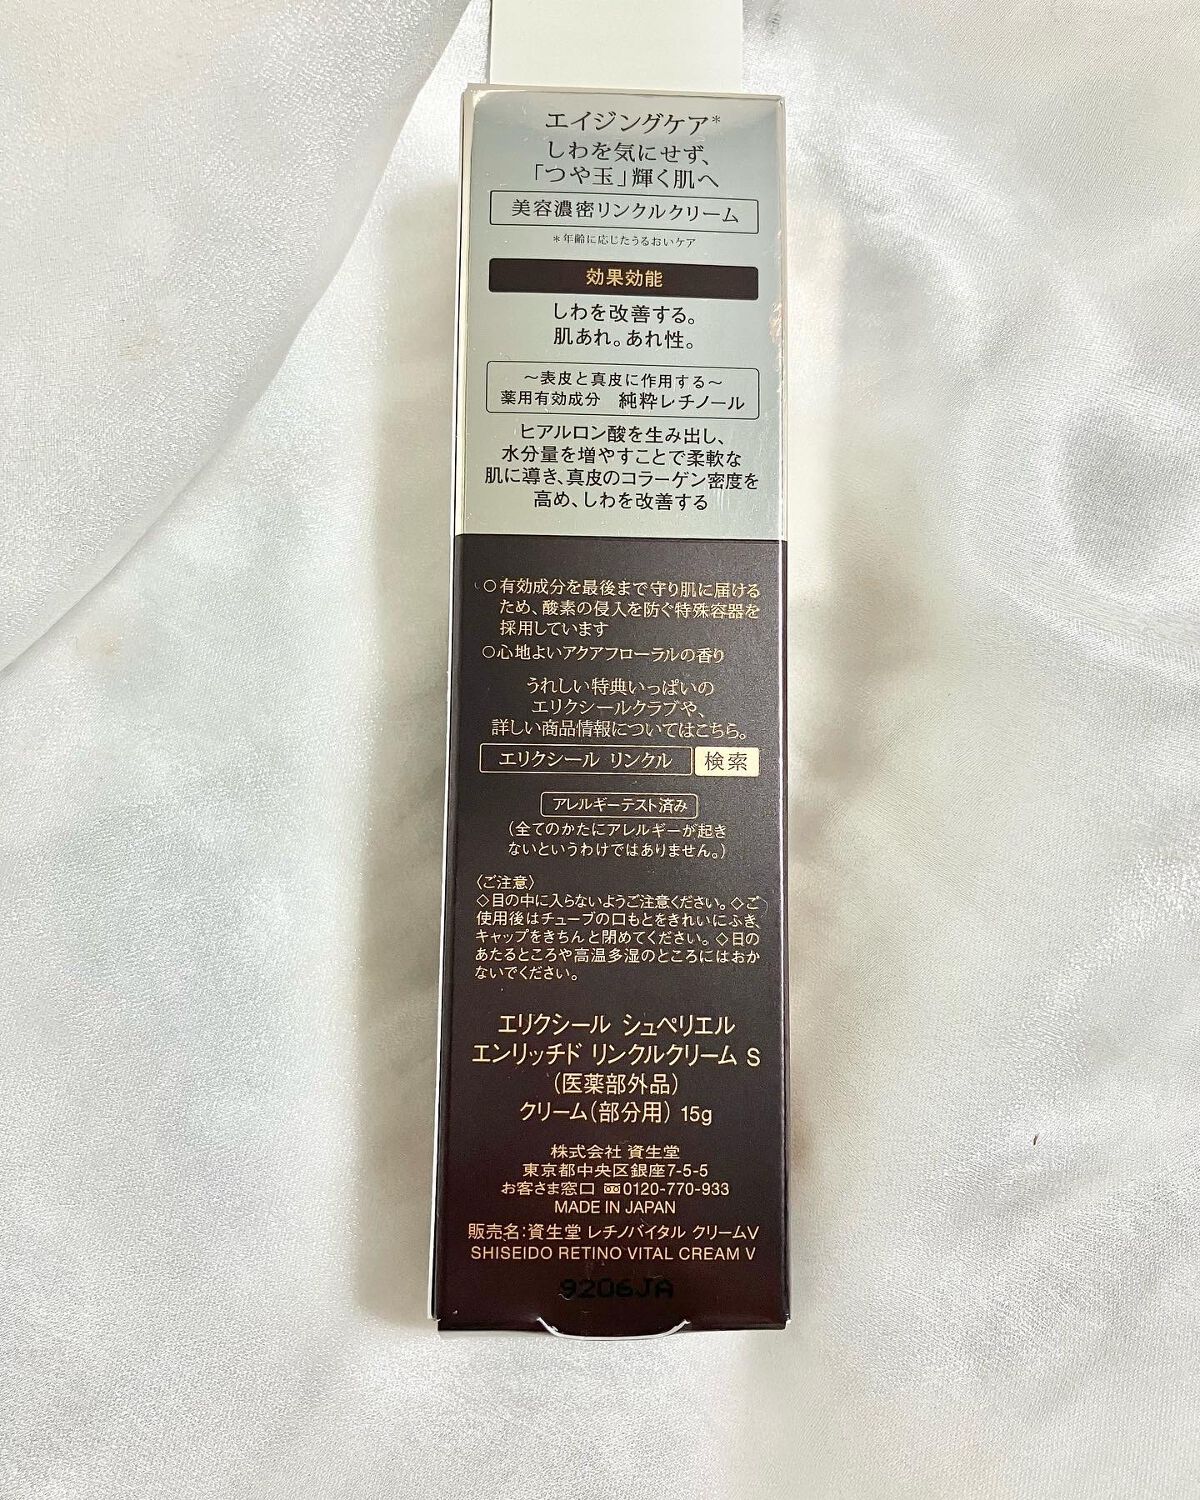 エイジングケア*
しわを気にせず、
「つや玉」輝く肌へ
美容濃密リンクルクリーム
*年齢に応じたうるおいケア
効果効能
しわを改善する。
肌あれ。あれ性。
～表皮と真皮に作用する～
薬用有効成分 純粋レチノール
ヒアルロン酸を生み出し、
水分量を増やすことで柔軟な
肌に導き、真皮のコラーゲン密度を
高め、しわを改善する
○有効成分を最後まで守り肌に届ける
ため、酸素の侵入を防ぐ特殊容器を
採用しています
○心地よいアクアフローラルの香り
うれしい特典いっぱいの
エリクシールクラブや、
詳しい商品情報についてはこちら。
エリクシール リンクル 検索
アレルギーテスト済み
(全てのかたにアレルギーが起き
ないというわけではありません。)
〈ご注意〉
◇目の中に入らないようご注意ください。◇ご
使用後はチューブの口もとをきれいにふき、
キャップをきちんと閉めてください。◇日の
あたるところや高温多湿のところにはおか
ないでください。
エリクシール シュペリエル
エンリッチド リンクルクリーム S
(医薬部外品)
クリーム(部分用) 15g
株式会社 資生堂
東京都中央区銀座7-5-5
お客さま窓口 0120-770-933
MADE IN JAPAN
販売名:資生堂 レチノバイタル クリームV
SHISEIDO RETINO VITAL CREAM V
9206JA